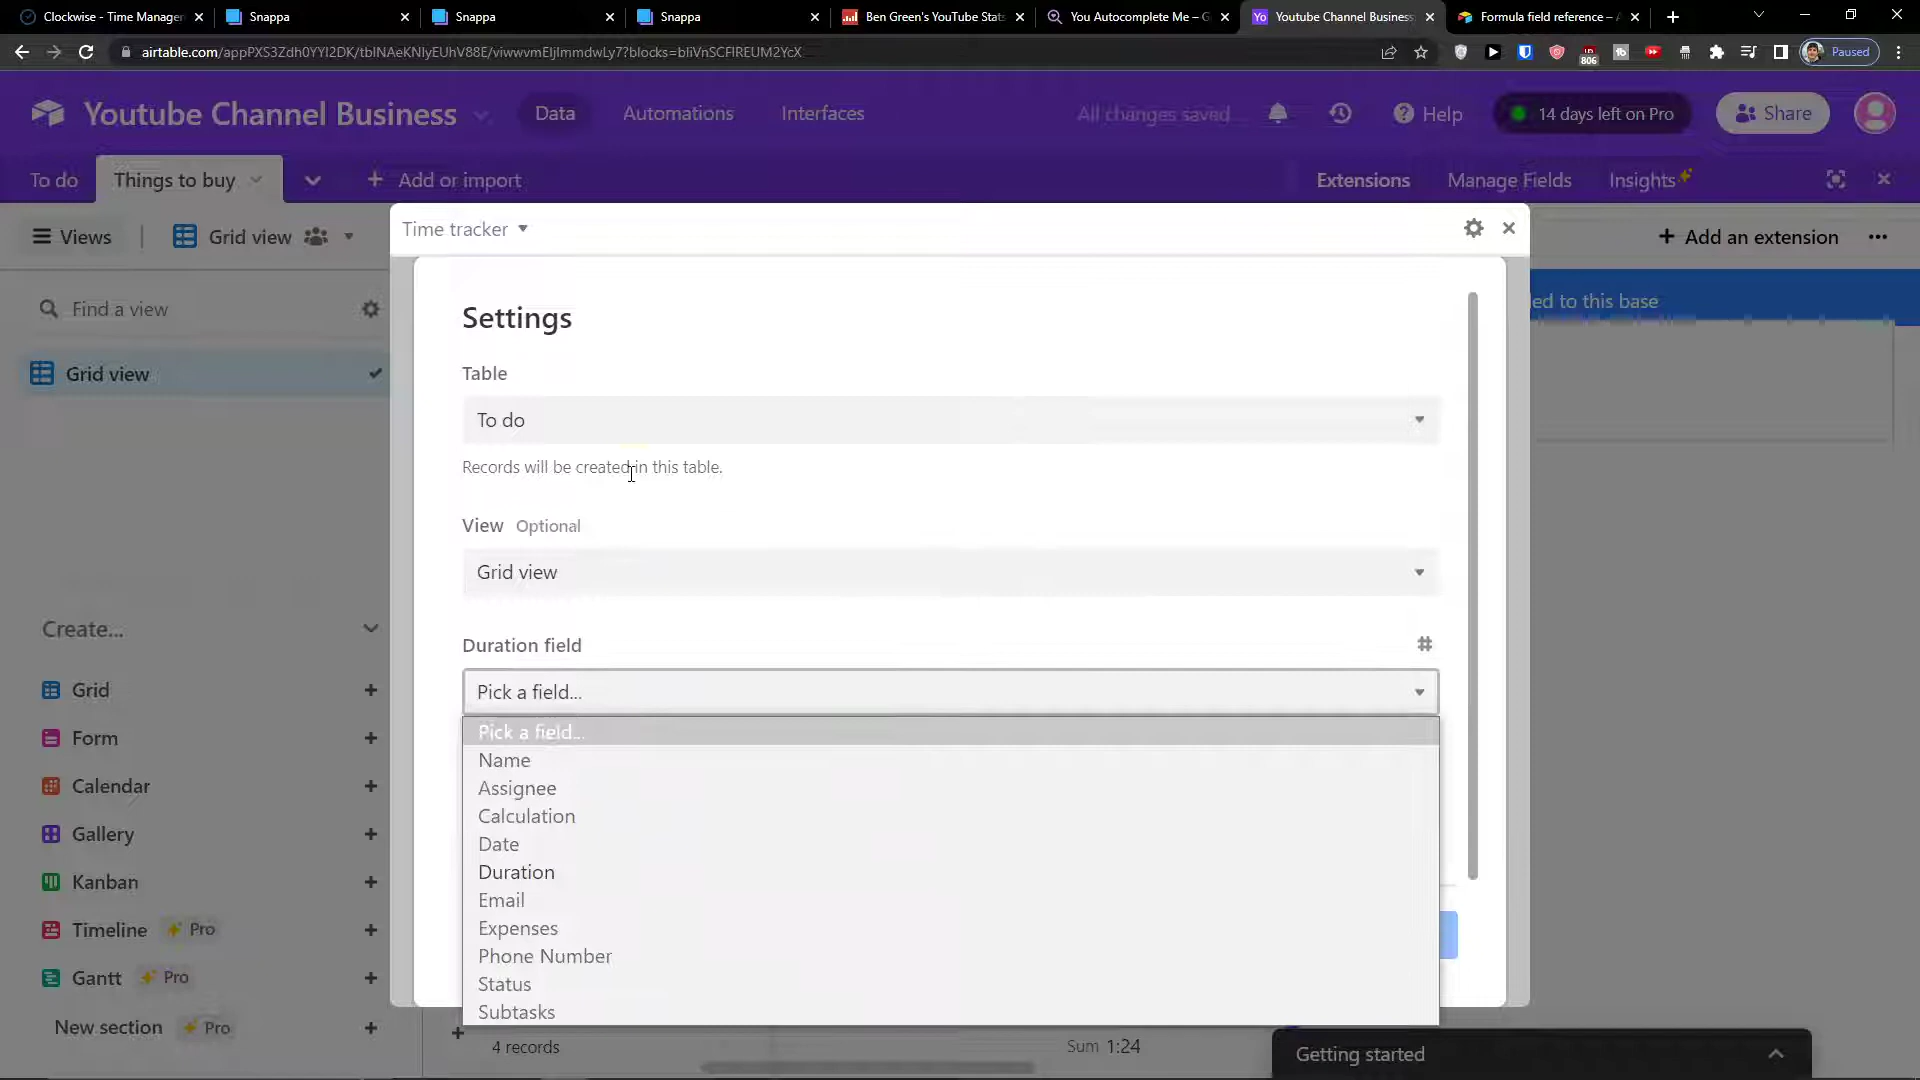 Clockwise - Time Manager
Snappa
Snappa
Snappa
Ben Green's YouTube Stats
You Autocomplete Me – G
Youtube Channel Business
Formula field reference –
airtable.com/appPXS3Zdh0YYI2DK/tblNAeKNlyEUhV88E/viwwvmEIjlmmdwLy7?blocks=bliVnSCFlREUM2YcX
806
Paused
Youtube Channel Business
Data
Automations
Interfaces
All changes saved
Help
14 days left on Pro
Share
To do
Things to buy
Add or import
Extensions
Manage Fields
Insights
Views
Grid view
Time tracker
Add an extension
Find a view
ed to this base
Grid view
Settings
Table
To do
Records will be created in this table.
View Optional
Grid view
Duration field
Pick a field...
Pick a field...
Name
Assignee
Calculation
Date
Duration
Email
Expenses
Phone Number
Status
Subtasks
Create...
Grid
Form
Calendar
Gallery
Kanban
Timeline Pro
Gantt Pro
New section Pro
4 records
Sum 1:24
Getting started